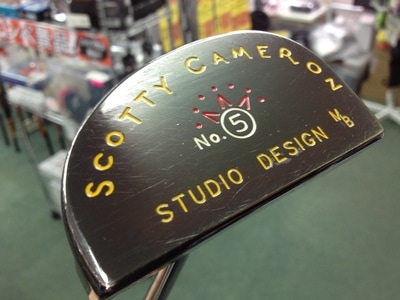 SCOTTY CAMERON
No. 5
STUDIO DESIGN MB